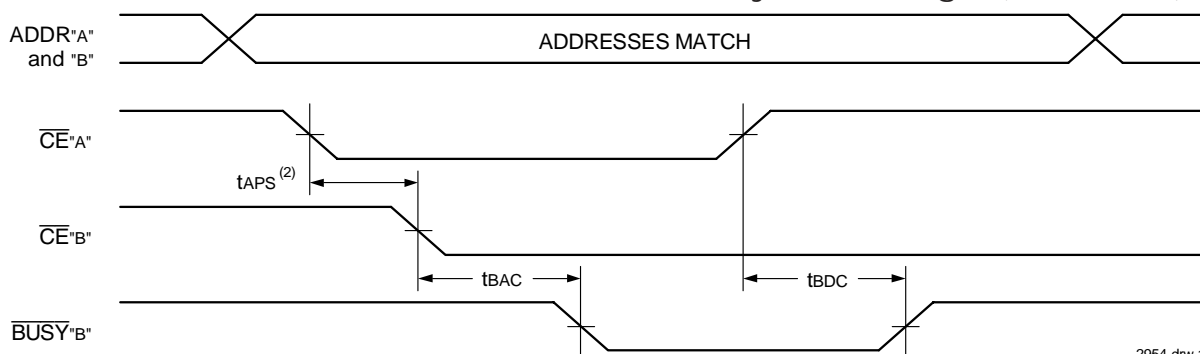 ADDR"A"
and "B"
ADDRESSES MATCH
CE"A"
tAPS (2)
CE"B"
tBAC
tBDC
BUSY"B"